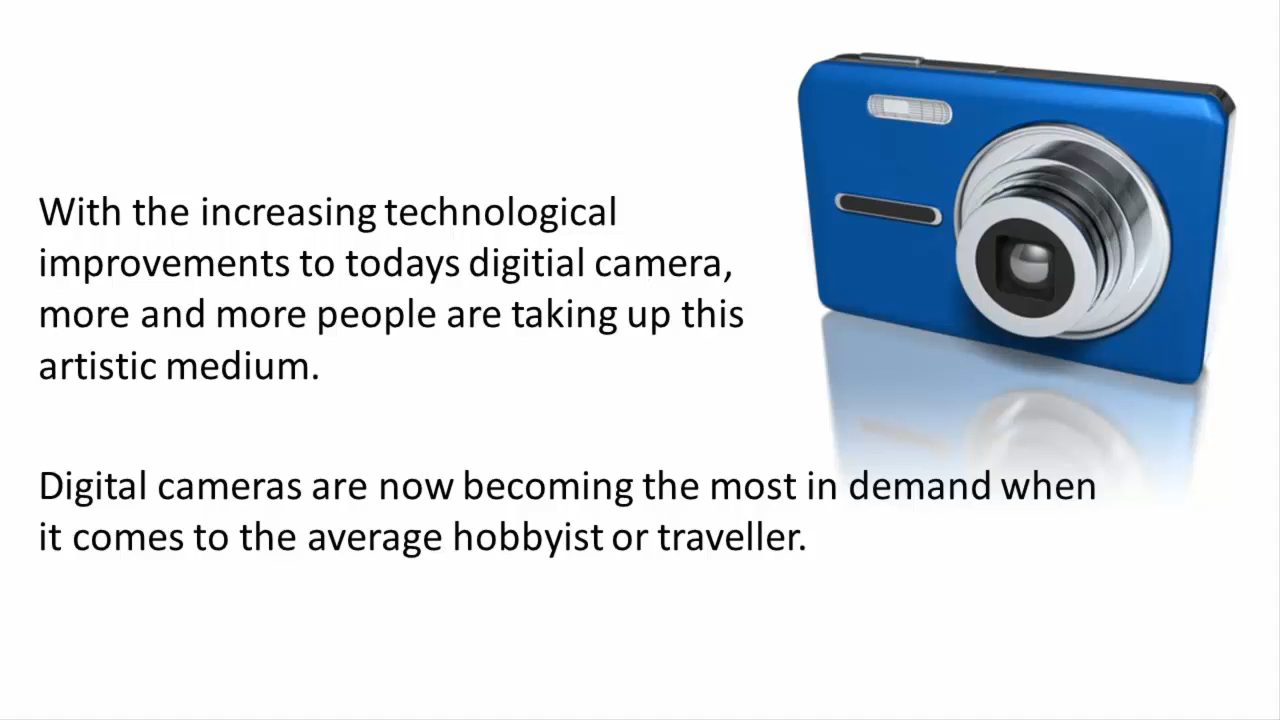 With the increasing technological
improvements to todays digitial camera,
more and more people are taking up this
artistic medium.
Digital cameras are now becoming the most in demand when
it comes to the average hobbyist or traveller.